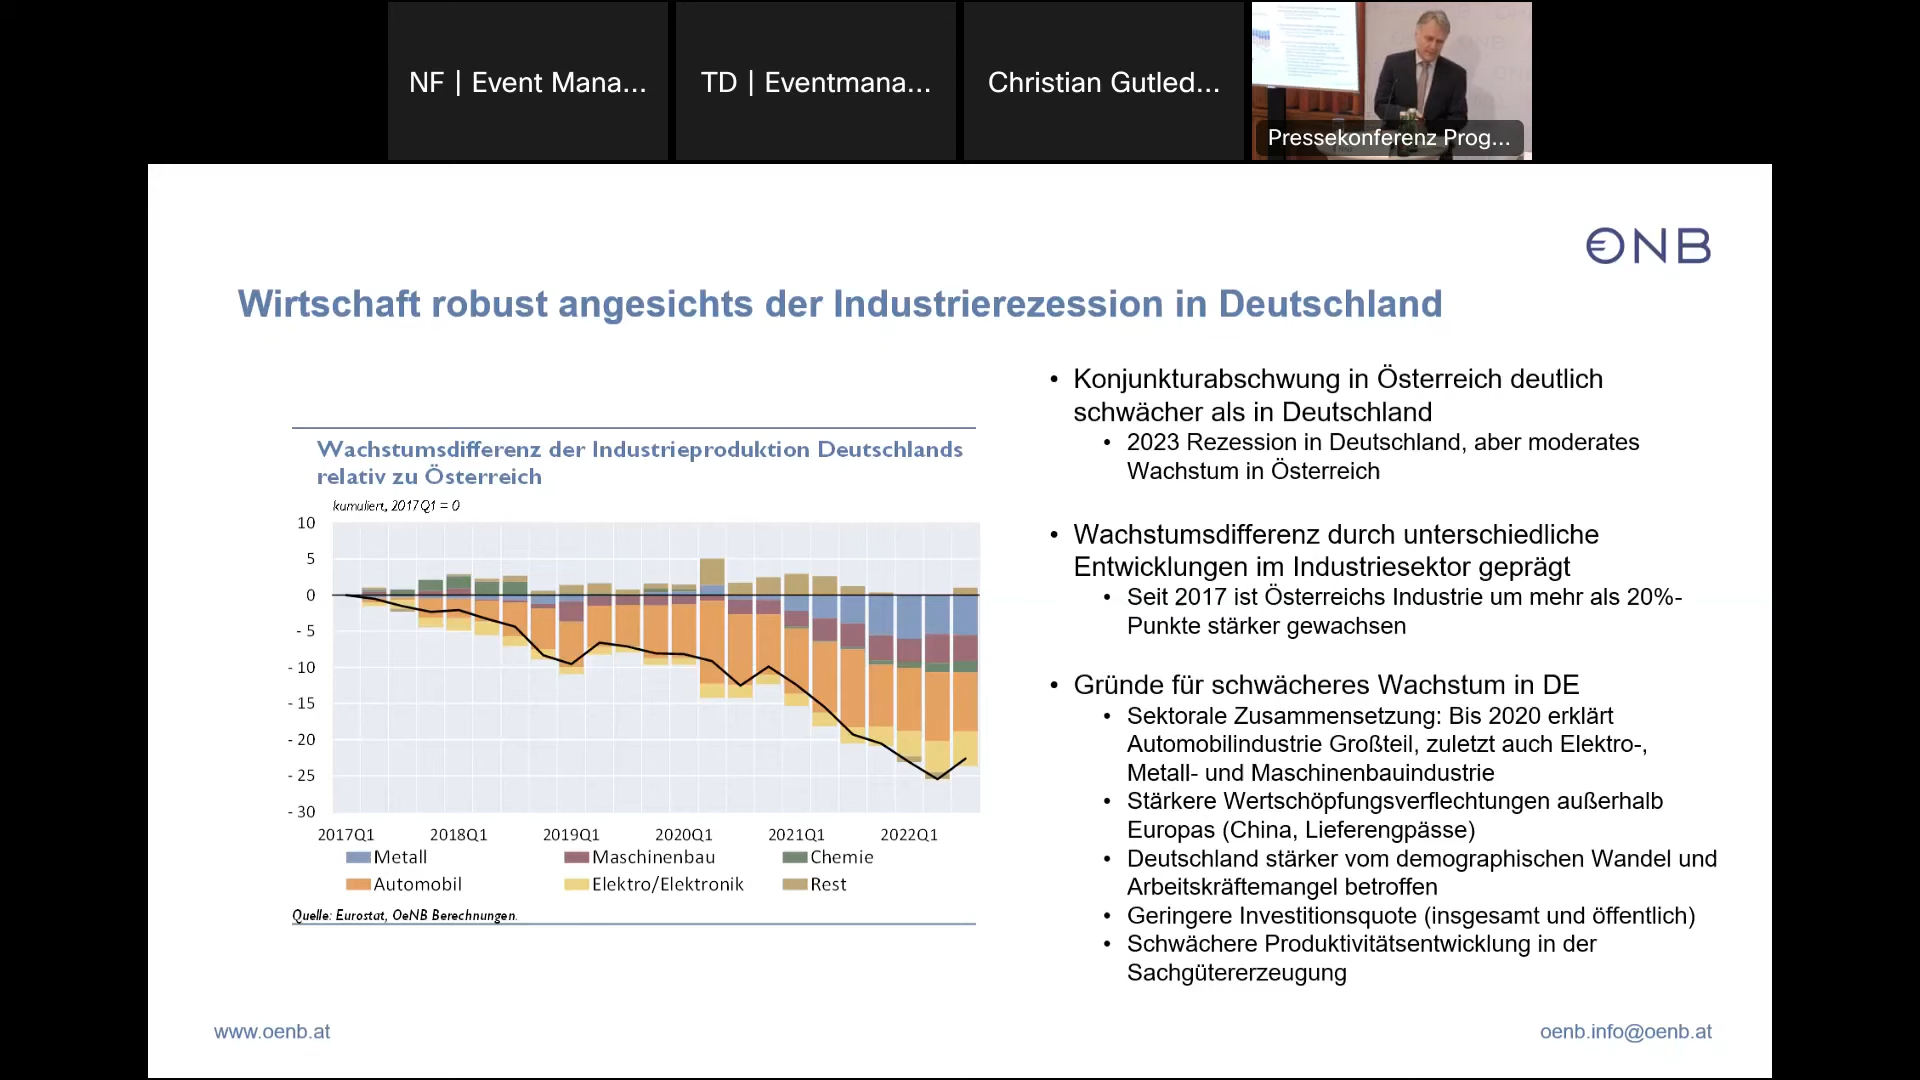 NF | Event Mana...
TD | Eventmana...
Christian Gutled...
Pressekonferenz Prog...
ONB
Wirtschaft robust angesichts der Industrierezession in Deutschland
Wachstumsdifferenz der Industrieproduktion Deutschlands
relativ zu Österreich
kumuliert, 2017Q1 = 0
10
5
0
- 5
- 10
- 15
- 20
- 25
- 30
2017Q1 2018Q1 2019Q1 2020Q1 2021Q1 2022Q1
Metall Maschinenbau Chemie
Automobil Elektro/Elektronik Rest
Quelle: Eurostat, OeNB Berechnungen.
• Konjunkturabschwung in Österreich deutlich
schwächer als in Deutschland
• 2023 Rezession in Deutschland, aber moderates
Wachstum in Österreich
• Wachstumsdifferenz durch unterschiedliche
Entwicklungen im Industriesektor geprägt
• Seit 2017 ist Österreichs Industrie um mehr als 20%-
Punkte stärker gewachsen
• Gründe für schwächeres Wachstum in DE
• Sektorale Zusammensetzung: Bis 2020 erklärt
Automobilindustrie Großteil, zuletzt auch Elektro-,
Metall- und Maschinenbauindustrie
• Stärkere Wertschöpfungsverflechtungen außerhalb
Europas (China, Lieferengpässe)
• Deutschland stärker vom demographischen Wandel und
Arbeitskräftemangel betroffen
• Geringere Investitionsquote (insgesamt und öffentlich)
• Schwächere Produktivitätsentwicklung in der
Sachgütererzeugung
www.oenb.at
oenb.info@oenb.at